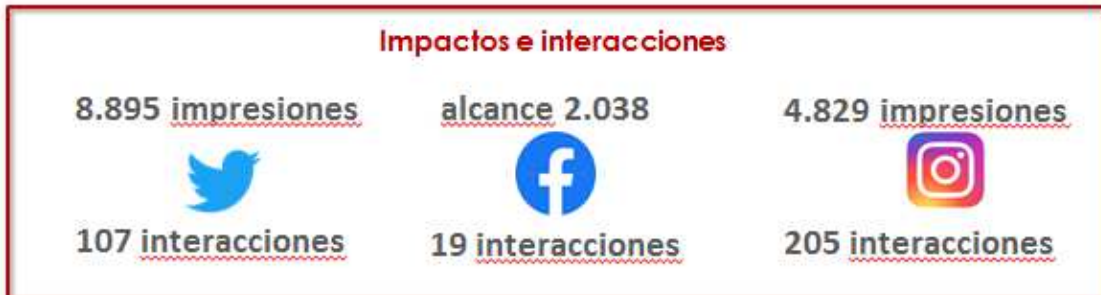 Impactos e interacciones
8.895 impresiones
alcance 2.038
4.829 impresiones
107 interacciones
19 interacciones
205 interacciones